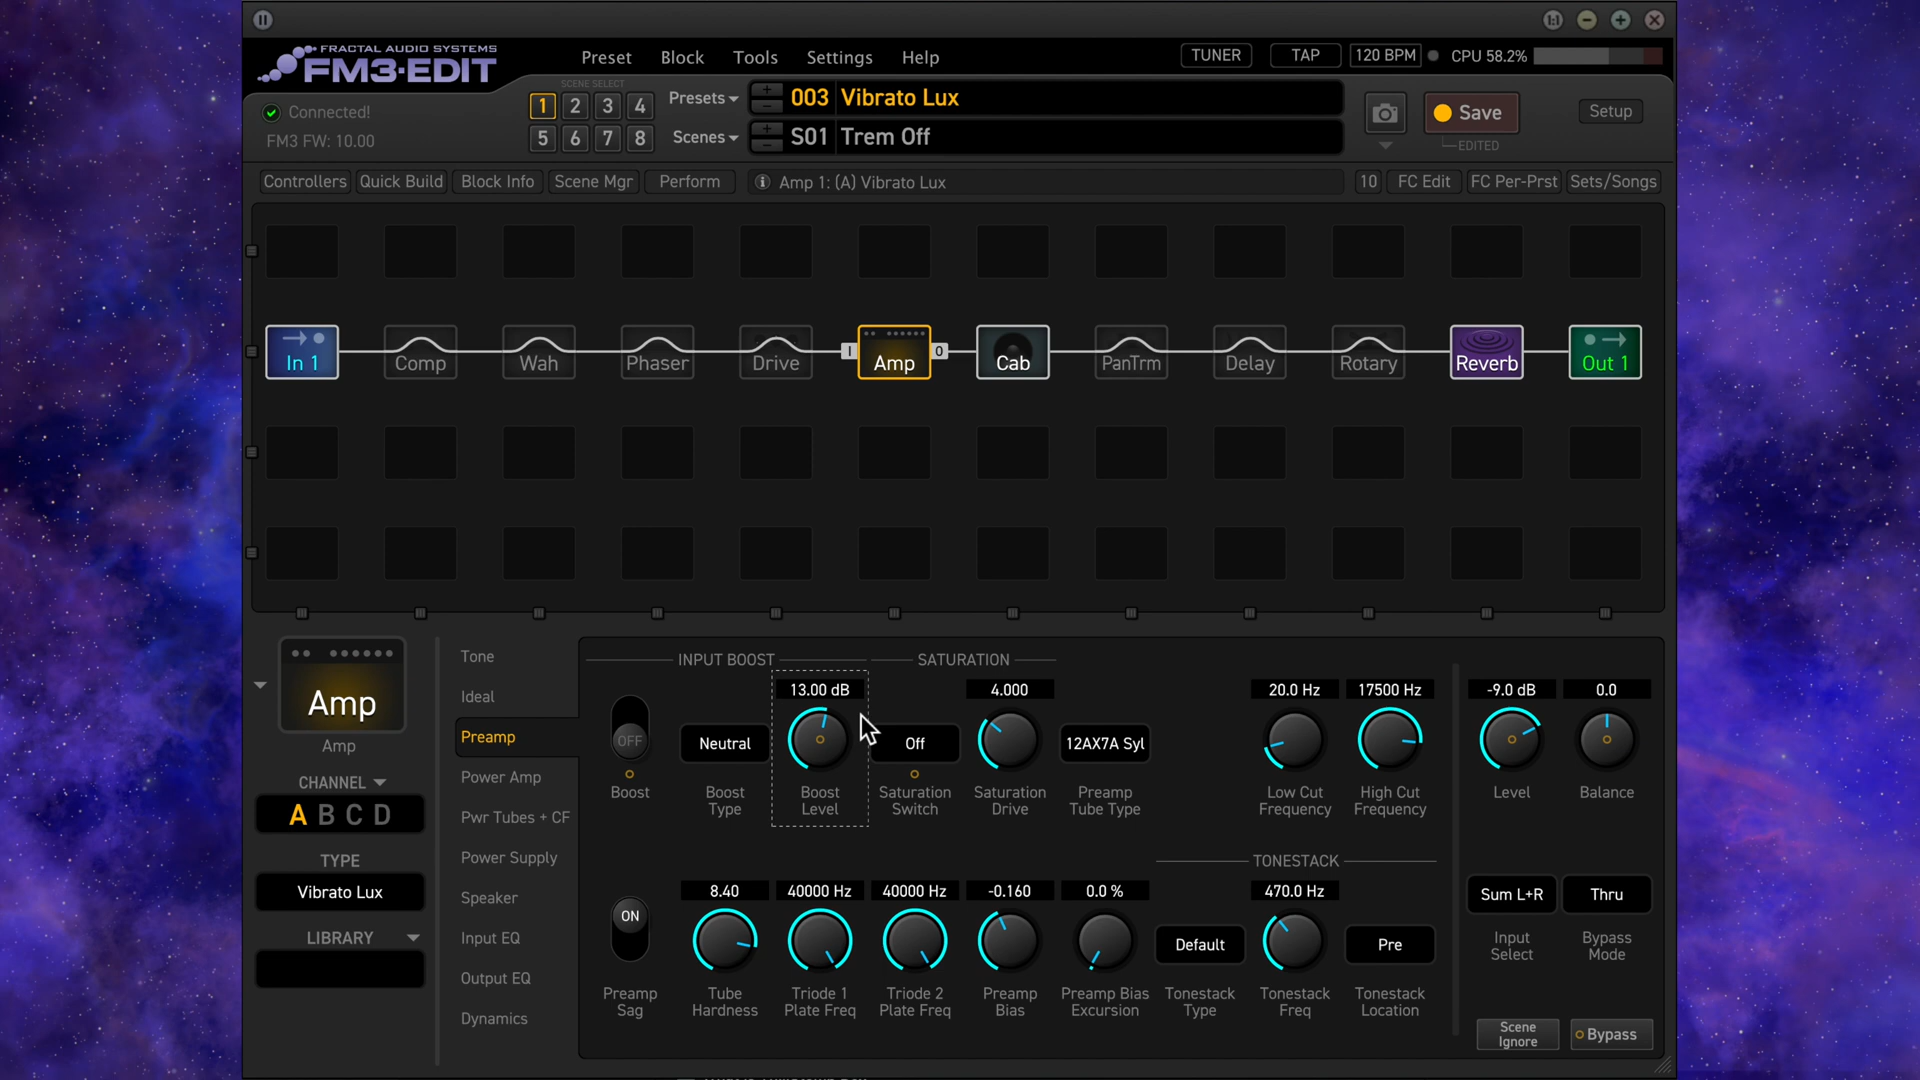 FRACTAL AUDIO SYSTEMS
FM3-EDIT
Preset Block Tools Settings Help
TUNER TAP 120 BPM CPU 58.2%
Connected!
FM3 FW: 10.00
SCENE SELECT
1 2 3 4
5 6 7 8
Presets
Scenes
+ 003 Vibrato Lux
+ S01 Trem Off
Save
EDITED
Setup
Controllers Quick Build Block Info Scene Mgr Perform
Amp 1: (A) Vibrato Lux
10 FC Edit FC Per-Prst Sets/Songs
In 1 Comp Wah Phaser Drive I Amp O Cab PanTrm Delay Rotary Reverb Out 1
Amp
Amp
CHANNEL
A B C D
TYPE
Vibrato Lux
LIBRARY
Tone
Ideal
Preamp
Power Amp
Pwr Tubes + CF
Power Supply
Speaker
Input EQ
Output EQ
Dynamics
INPUT BOOST SATURATION
13.00 dB 4.000 20.0 Hz 17500 Hz -9.0 dB 0.0
OFF Neutral Off 12AX7A Syl
Boost Boost Type Boost Level Saturation Switch Saturation Drive Preamp Tube Type Low Cut Frequency High Cut Frequency Level Balance
TONESTACK
8.40 40000 Hz 40000 Hz -0.160 0.0 % 470.0 Hz
ON Default Pre Sum L+R Thru
Input Select Bypass Mode
Preamp Sag Tube Hardness Triode 1 Plate Freq Triode 2 Plate Freq Preamp Bias Preamp Bias Excursion Tonestack Type Tonestack Freq Tonestack Location
Scene Ignore Bypass